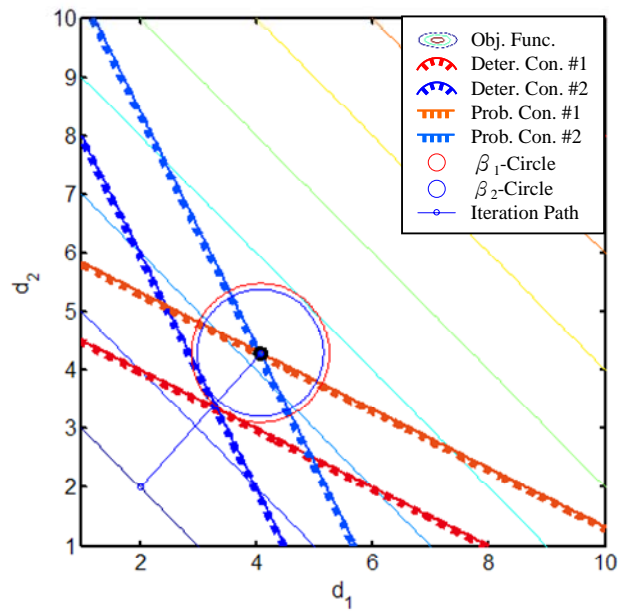 10
9
8
7
6
5
4
3
2
1
d2
2
4
6
8
10
d1
Obj. Func.
Deter. Con. #1
Deter. Con. #2
Prob. Con. #1
Prob. Con. #2
β1-Circle
β2-Circle
Iteration Path